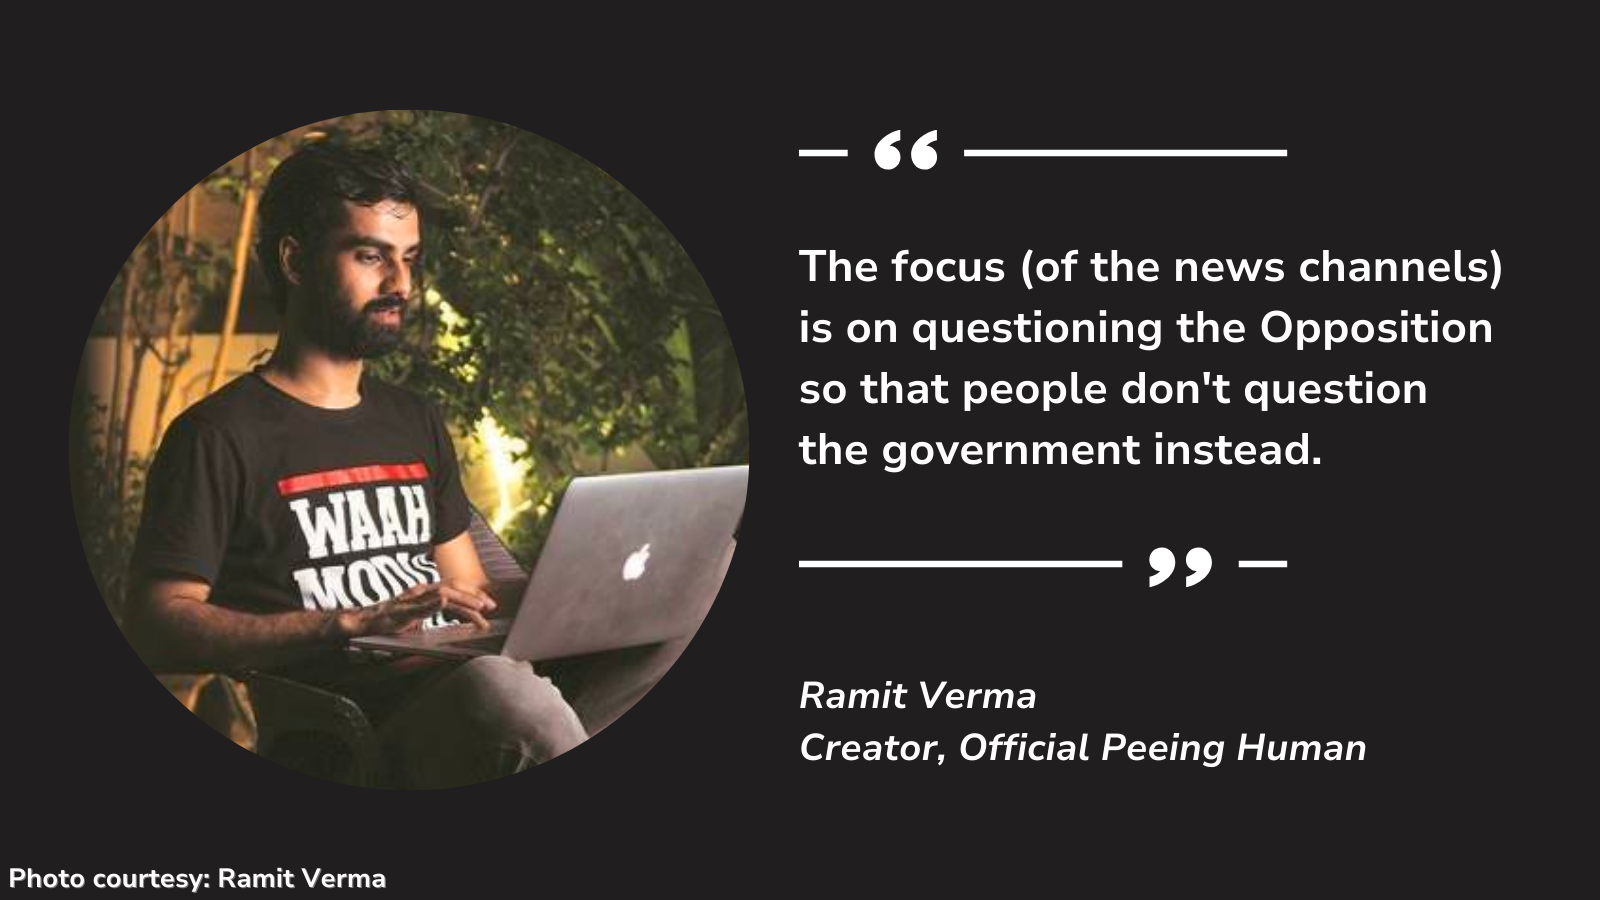 WAAH
MODI
The focus (of the news channels)
is on questioning the Opposition
so that people don't question
the government instead.
Ramit Verma
Creator, Official Peeing Human
Photo courtesy: Ramit Verma